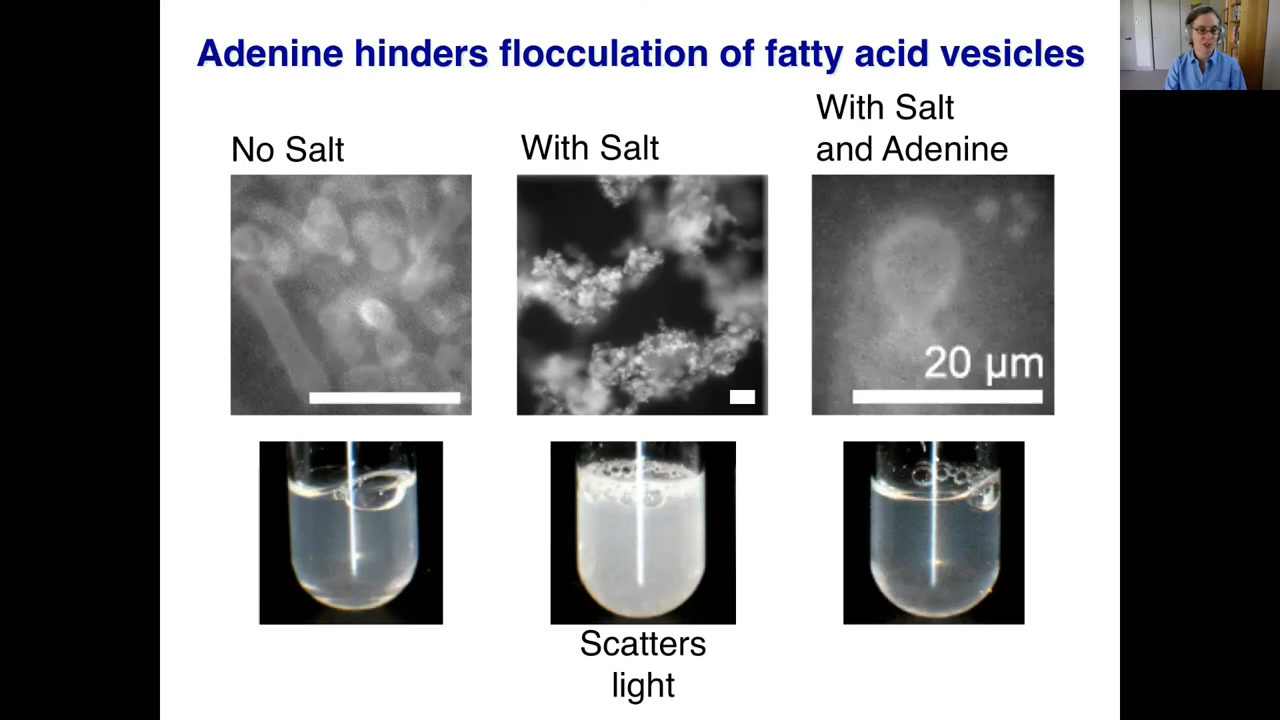 Adenine hinders flocculation of fatty acid vesicles
No Salt
With Salt
With Salt
and Adenine
20 µm
Scatters
light